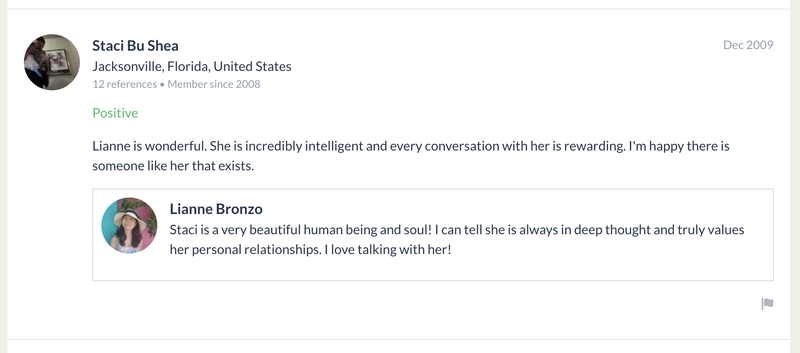 Staci Bu Shea
Dec 2009
Jacksonville, Florida, United States
12 references • Member since 2008
Positive
Lianne is wonderful. She is incredibly intelligent and every conversation with her is rewarding. I'm happy there is
someone like her that exists.
Lianne Bronzo
Staci is a very beautiful human being and soul! I can tell she is always in deep thought and truly values
her personal relationships. I love talking with her!